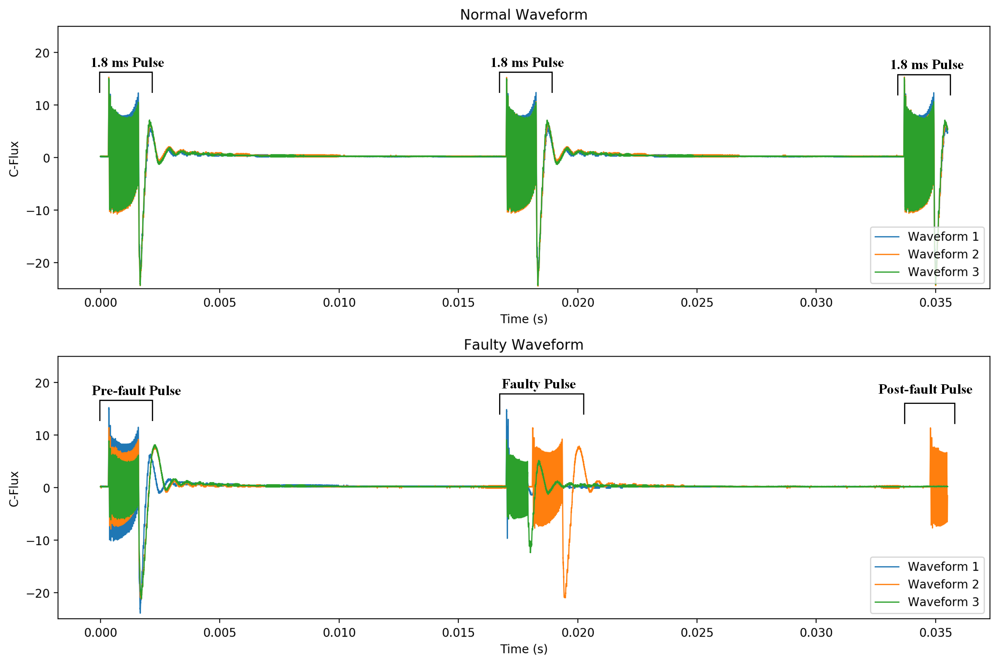 Normal Waveform
1.8 ms Pulse
1.8 ms Pulse
1.8 ms Pulse
20
10
0
−10
−20
C-Flux
Waveform 1
Waveform 2
Waveform 3
0.000 0.005 0.010 0.015 0.020 0.025 0.030 0.035
Time (s)
Faulty Waveform
Pre-fault Pulse
Faulty Pulse
Post-fault Pulse
20
10
0
−10
−20
C-Flux
Waveform 1
Waveform 2
Waveform 3
0.000 0.005 0.010 0.015 0.020 0.025 0.030 0.035
Time (s)